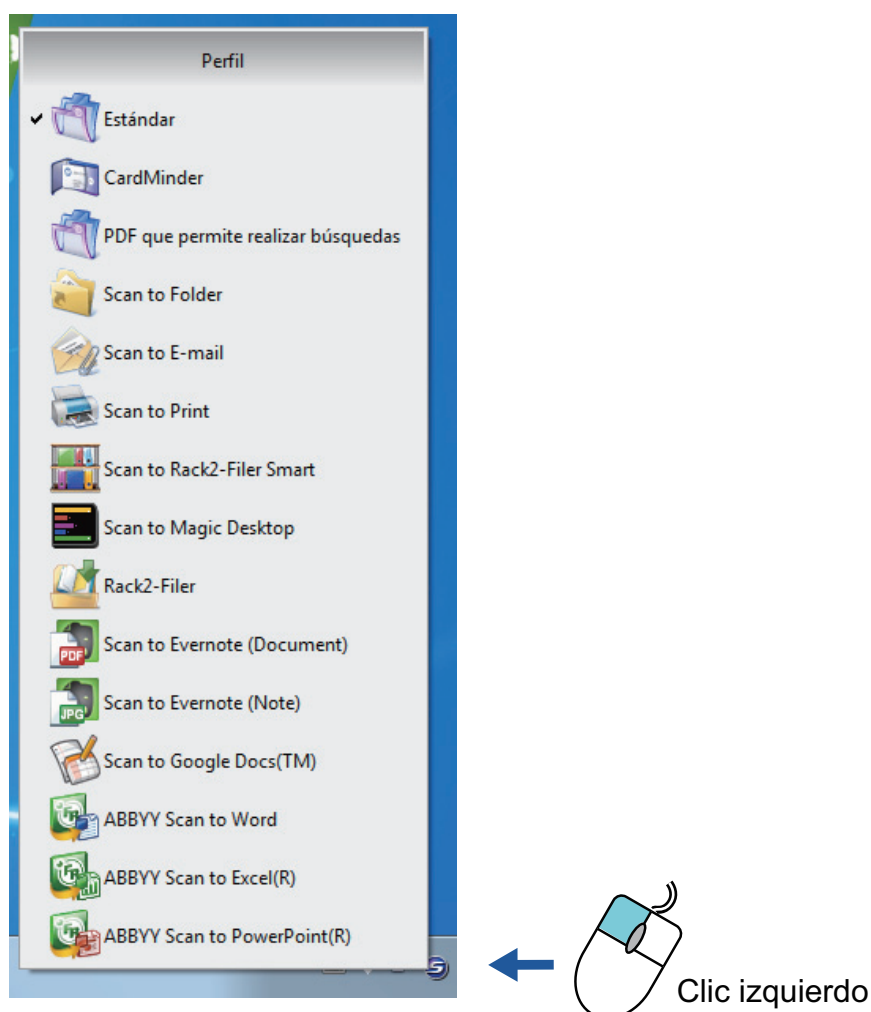 Perfil
Estándar
CardMinder
PDF que permite realizar búsquedas
Scan to Folder
Scan to E-mail
Scan to Print
Scan to Rack2-Filer Smart
Scan to Magic Desktop
Rack2-Filer
PDF
Scan to Evernote (Document)
JPG
Scan to Evernote (Note)
Scan to Google Docs(TM)
ABBYY Scan to Word
ABBYY Scan to Excel(R)
ABBYY Scan to PowerPoint(R)
Clic izquierdo